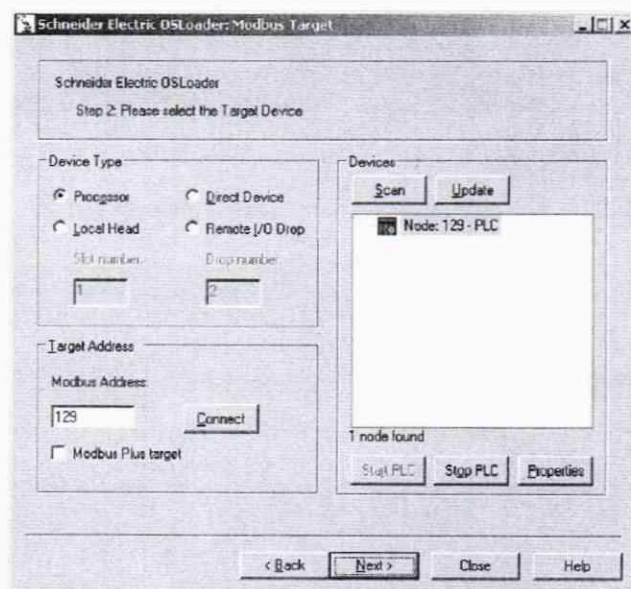 Schneider Electric OSLoader: Modbus Target
Schneider Electric OSLoader
Step 2: Please select the Target Device
Device Type
Processor
Direct Device
Local Head
Remote I/O Drop
Slot number:
Drop number:
1
2
Target Address
Modbus Address:
129
Connect
Modbus Plus target
Devices
Scan
Update
Node: 129 - PLC
1 node found
Start PLC
Stop PLC
Properties
< Back
Next >
Close
Help